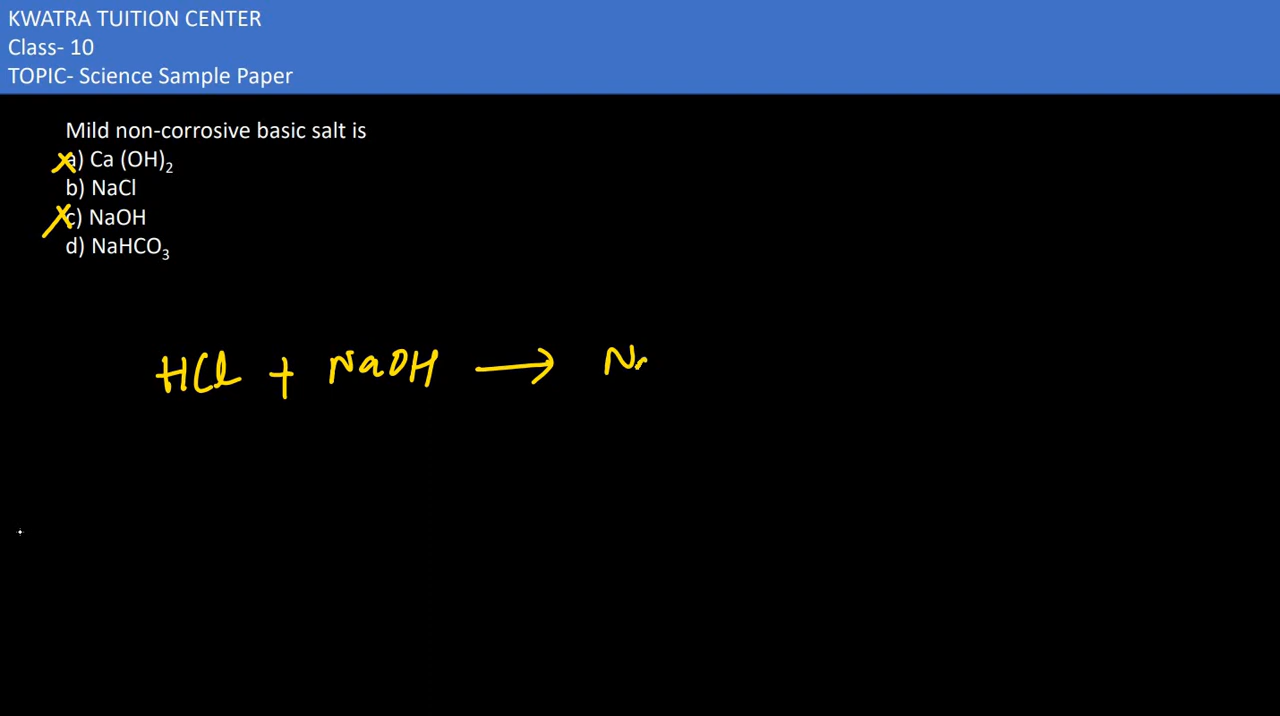 KWATRA TUITION CENTER
Class- 10
TOPIC- Science Sample Paper
Mild non-corrosive basic salt is
a) Ca (OH)₂
b) NaCl
c) NaOH
d) NaHCO₃
HCl + NaOH → Na